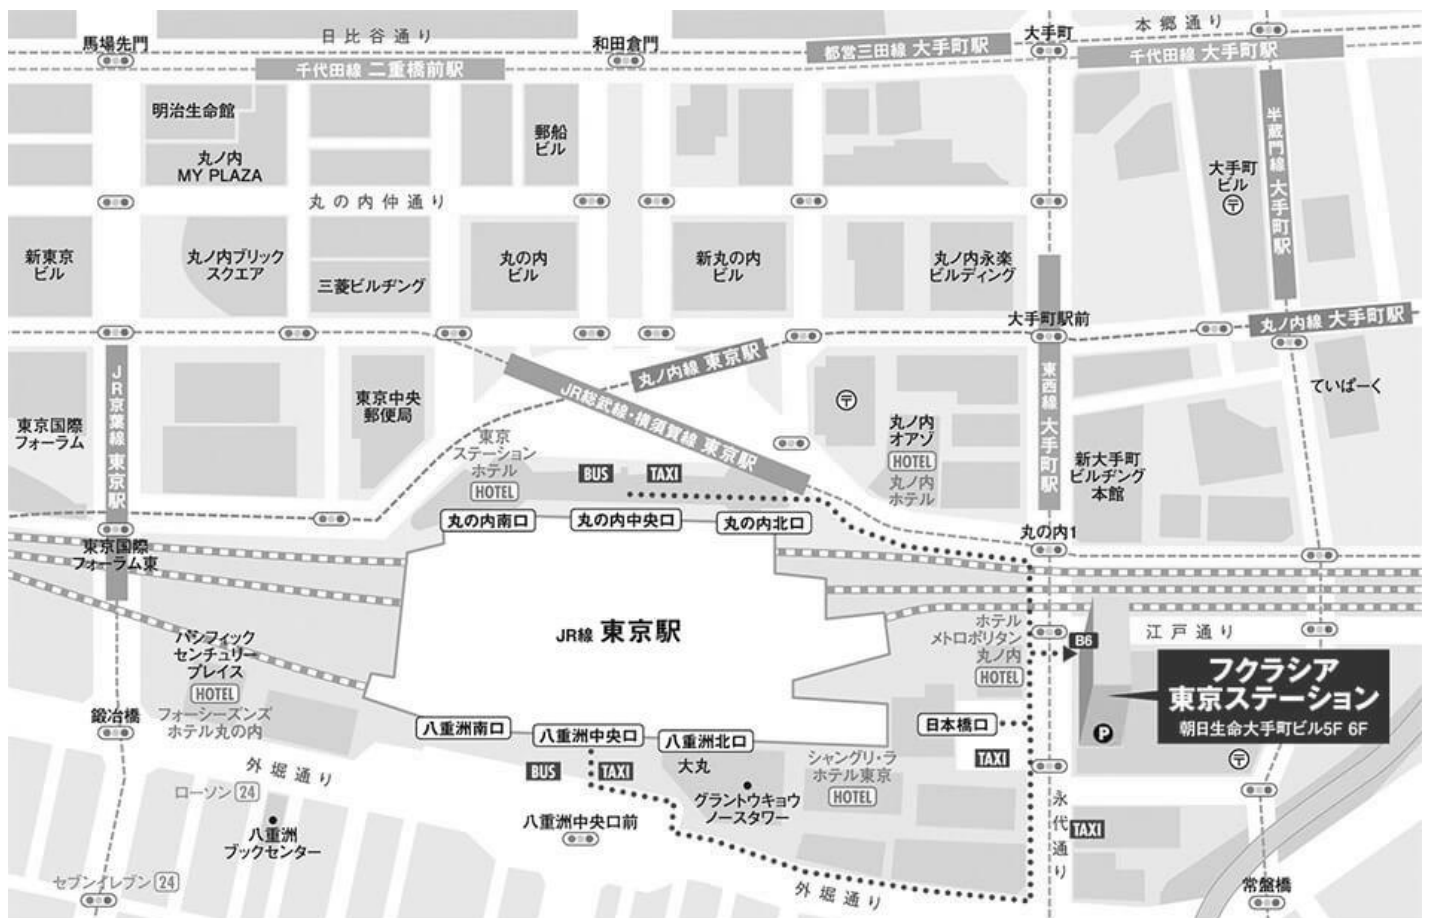 日比谷通り
本郷通り
馬場先門
和田倉門
大手町
都営三田線 大手町駅
千代田線 二重橋前駅
千代田線 大手町駅
明治生命館
郵船
ビル
丸ノ内
MY PLAZA
大手町
ビル
半蔵門線 大手町駅
丸の内仲通り
新東京
ビル
丸ノ内ブリック
スクエア
三菱ビルヂング
丸の内
ビル
新丸の内
ビル
丸ノ内永楽
ビルディング
大手町駅前
丸ノ内線 大手町駅
丸ノ内線 東京駅
JR総武線・横須賀線 東京駅
JR京葉線 東京駅
東西線 大手町駅
ていぱーく
東京国際
フォーラム
東京中央
郵便局
東京
ステーション
ホテル
HOTEL
BUS
TAXI
丸ノ内
オアゾ
HOTEL
丸ノ内
ホテル
新大手町
ビルヂング
本館
丸の内南口
丸の内中央口
丸の内北口
丸の内1
東京国際
フォーラム東
JR線 東京駅
ホテル
メトロポリタン
丸ノ内
HOTEL
B6
江戸通り
パシフィック
センチュリー
プレイス
HOTEL
フォーシーズンズ
ホテル丸の内
フクラシア
東京ステーション
朝日生命大手町ビル5F 6F
P
鍛冶橋
八重洲南口
八重洲中央口
八重洲北口
日本橋口
TAXI
BUS
TAXI
大丸
シャングリ・ラ
ホテル東京
HOTEL
グラントウキョウ
ノースタワー
外堀通り
ローソン 24
八重洲
ブックセンター
八重洲中央口前
永代通り
TAXI
セブンイレブン 24
外堀通り
常盤橋